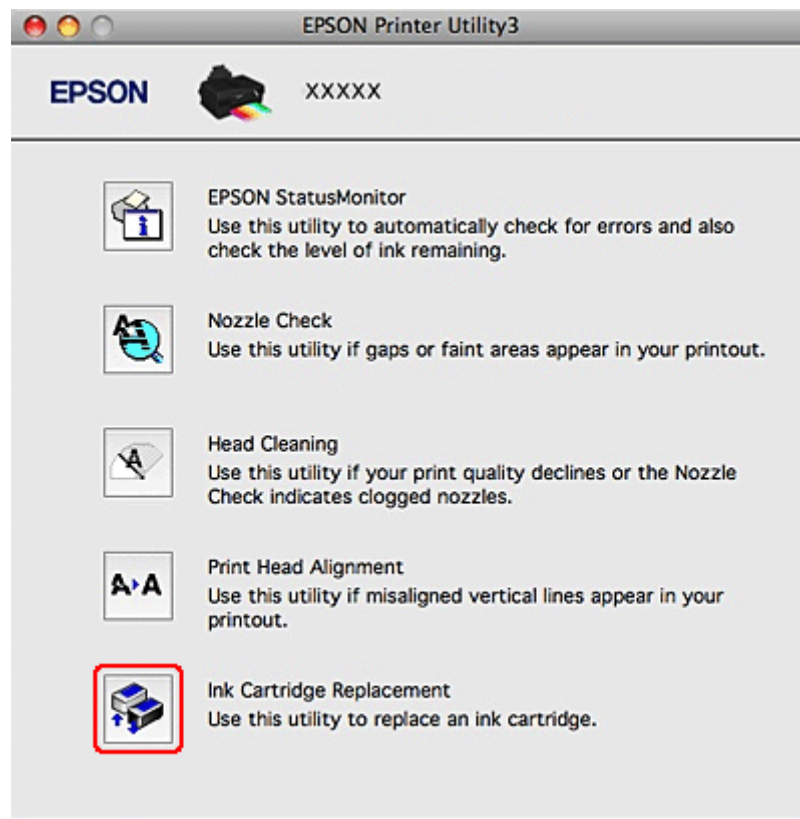 EPSON Printer Utility3
EPSON XXXXX
EPSON StatusMonitor
Use this utility to automatically check for errors and also
check the level of ink remaining.
Nozzle Check
Use this utility if gaps or faint areas appear in your printout.
Head Cleaning
Use this utility if your print quality declines or the Nozzle
Check indicates clogged nozzles.
A▸A Print Head Alignment
Use this utility if misaligned vertical lines appear in your
printout.
Ink Cartridge Replacement
Use this utility to replace an ink cartridge.